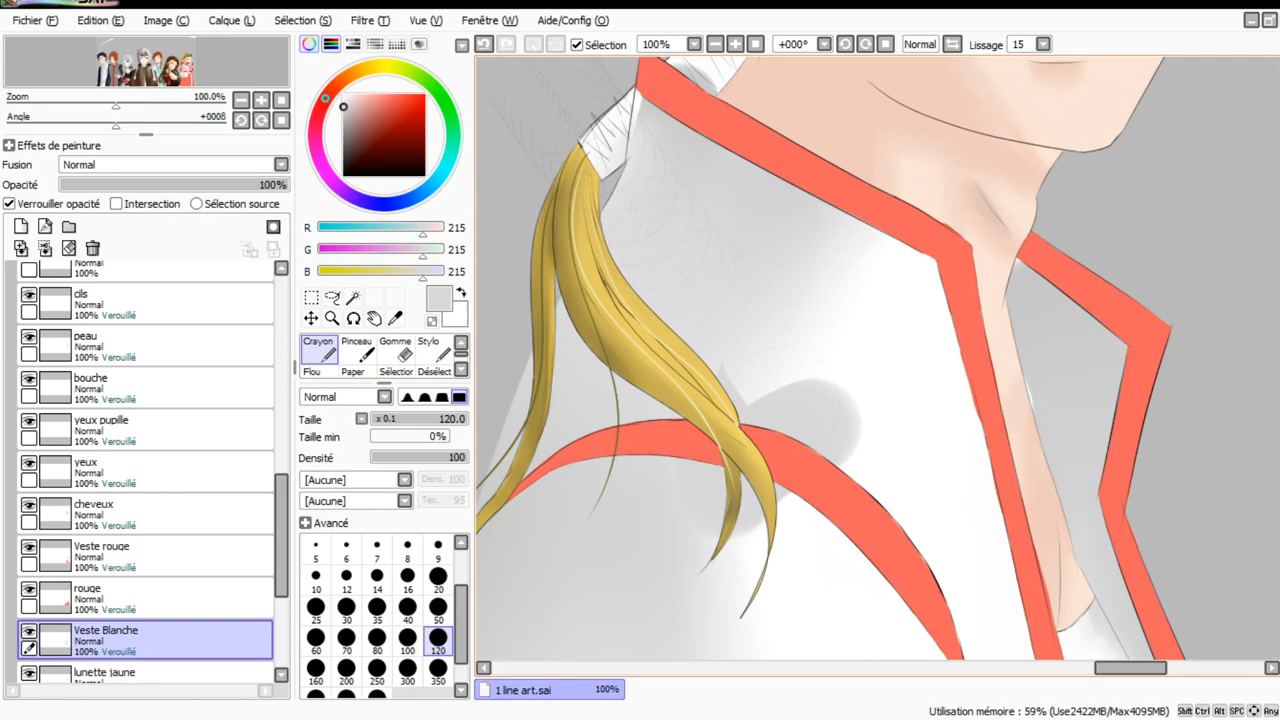 Fichier (F) Edition (E) Image (C) Calque (L) Sélection (S) Filtre (T) Vue (V) Fenêtre (W) Aide/Config (O)
Sélection 100% +000° Normal Lissage 15
Zoom 100.0%
Angle +000ß
Effets de peinture
Fusion Normal
Opacité 100%
Verrouiller opacité Intersection Sélection source
100%
cils
Normal
100% Verouillé
peau
Normal
100% Verouillé
bouche
Normal
100% Verouillé
yeux pupille
Normal
100% Verouillé
yeux
Normal
100% Verouillé
cheveux
Normal
100% Verouillé
Veste rouge
Normal
100% Verouillé
rouge
Normal
100% Verouillé
Veste Blanche
Normal
100% Verouillé
lunette jaune
Normal
R 215
G 215
B 215
Crayon Pinceau Gomme Stylo
Flou Paper Sélection Désélect
Normal
Taille x 0.1 120.0
Taille min 0%
Densité 100
[Aucune] Dens. 100
[Aucune] Tex. 95
Avancé
5 6 7 8 9
10 12 14 16 20
25 30 35 40 50
60 70 80 100 120
160 200 250 300 350
1 line art.sai 100%
Utilisation mémoire : 59% (Use2422MB/Max4095MB) Shift Ctrl Alt SPC Any